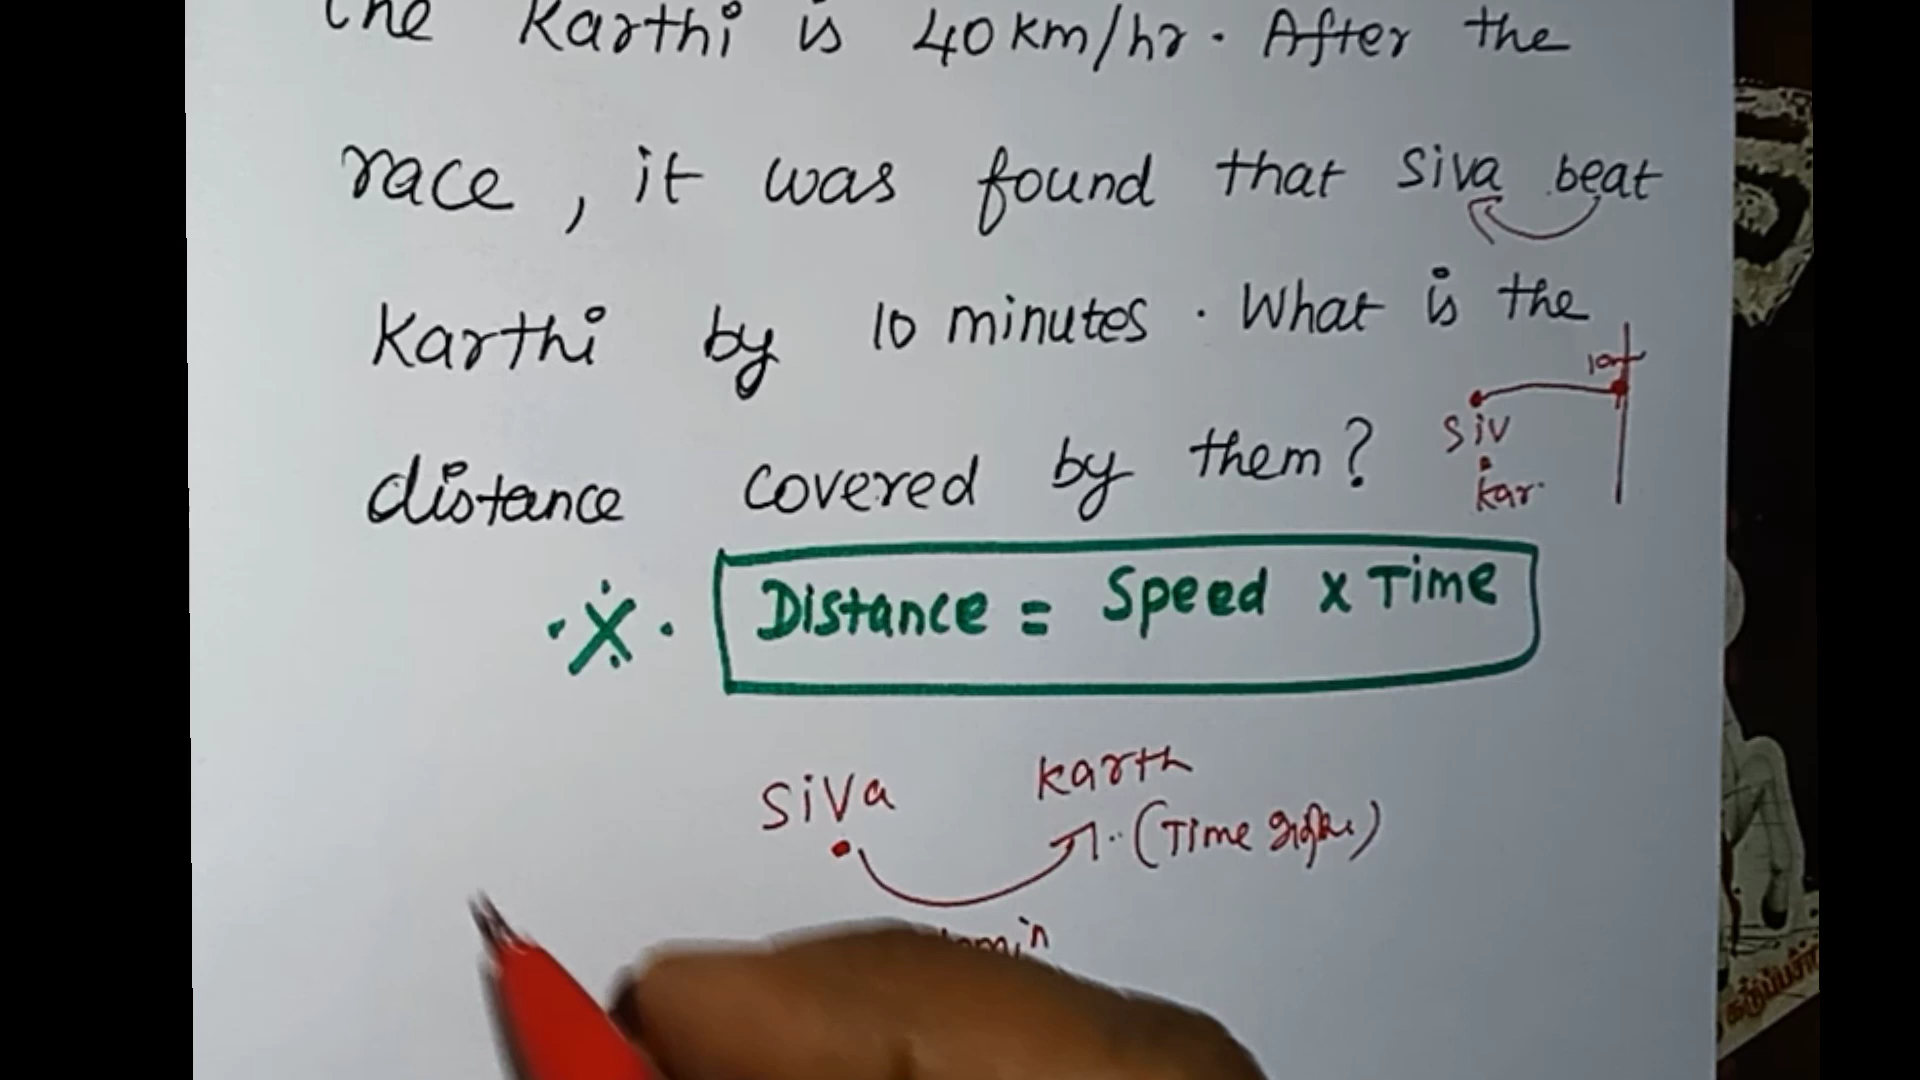 the Karthi is 40 km/hr. After the
race, it was found that Siva beat
Karthi by 10 minutes. What is the
distance covered by them?
Siv
Kar.
Distance = Speed x Time
Siva
Karth
(Time